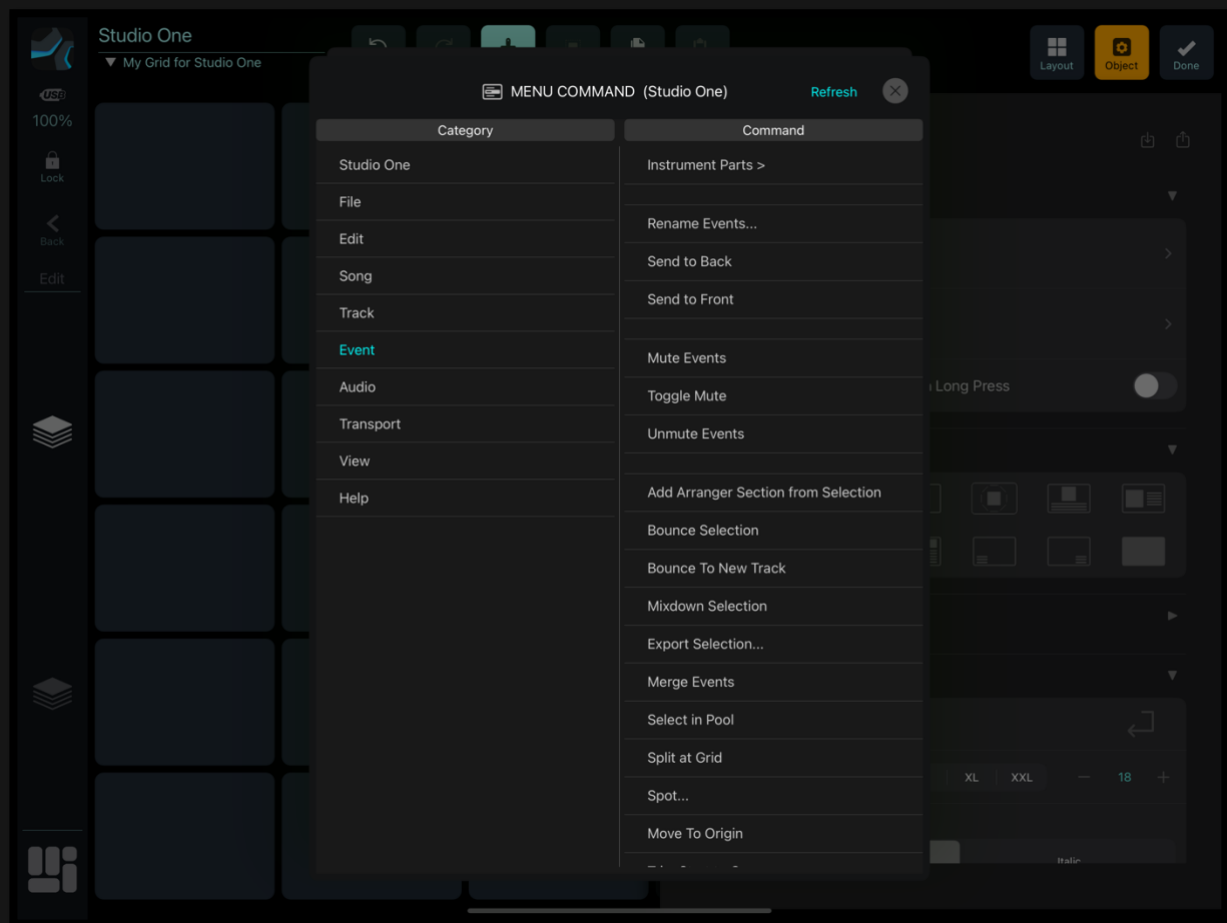 Studio One
▼ My Grid for Studio One
Layout
Object
Done
USB
100%
Lock
Back
Edit
MENU COMMAND (Studio One)
Refresh
Category
Studio One
File
Edit
Song
Track
Event
Audio
Transport
View
Help
Command
Instrument Parts >
Rename Events...
Send to Back
Send to Front
Mute Events
Toggle Mute
Unmute Events
Add Arranger Section from Selection
Bounce Selection
Bounce To New Track
Mixdown Selection
Export Selection...
Merge Events
Select in Pool
Split at Grid
Spot...
Move To Origin
Long Press
XL XXL − 18 +
Italic